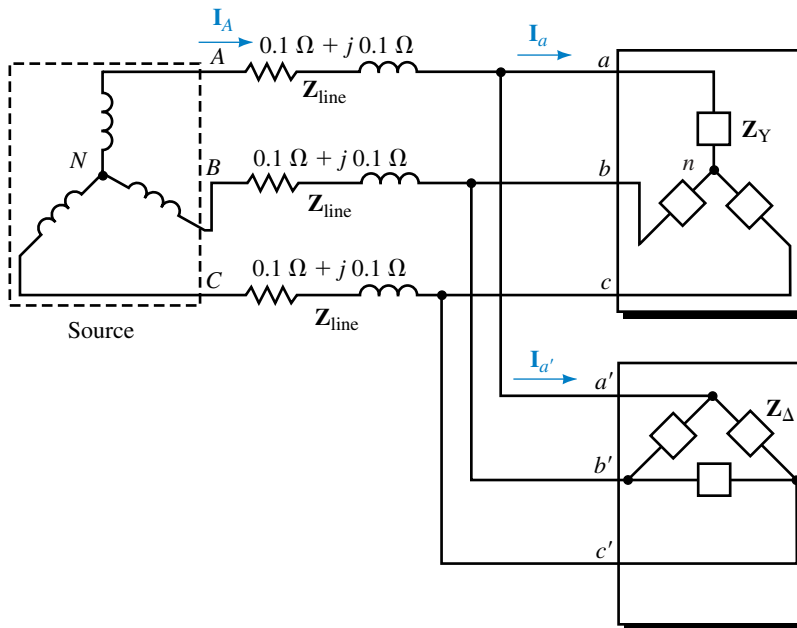 I_A
A
0.1 Ω + j 0.1 Ω
Z_line
I_a
a
Z_Y
N
B
0.1 Ω + j 0.1 Ω
Z_line
b
n
C
0.1 Ω + j 0.1 Ω
Z_line
c
Source
I_a′
a′
Z_Δ
b′
c′